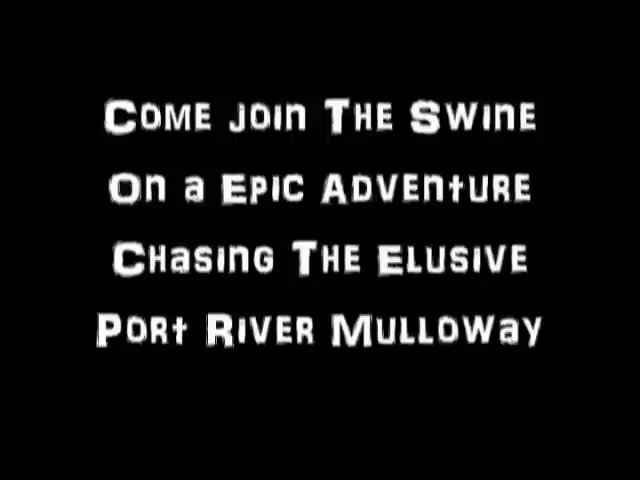 Come join The Swine
On a Epic Adventure
Chasing The Elusive
Port River Mulloway